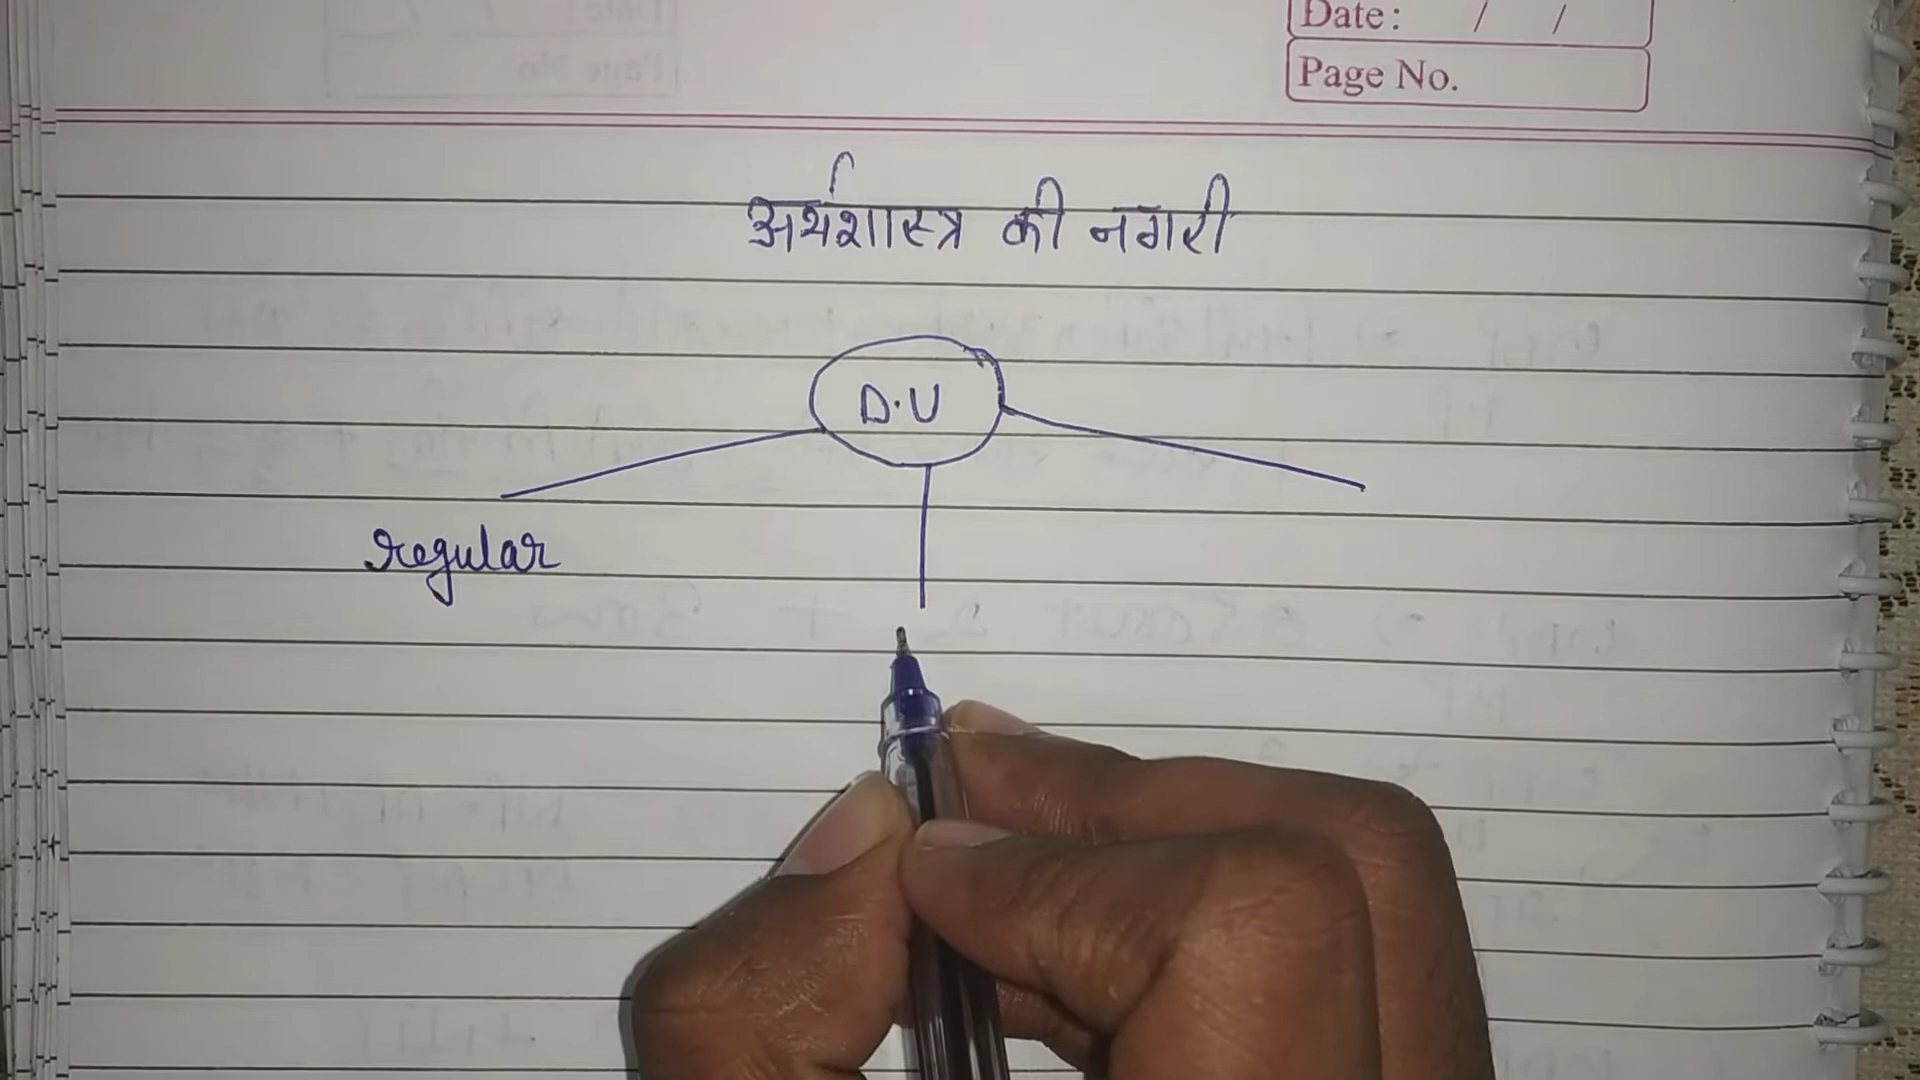 Date: / /
Page No.
अर्थशास्त्र की नगरी
D.U
regular